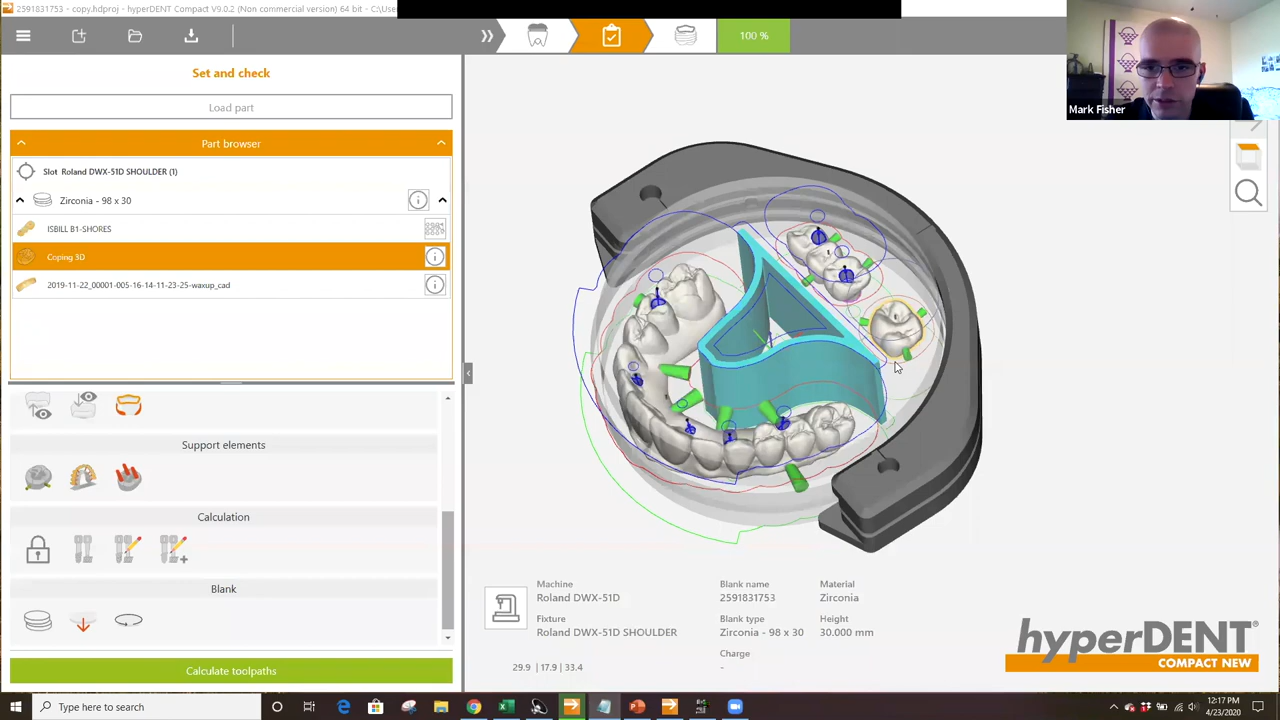 2591831753 - copy.hdproj - hyperDENT Compact V9.0.2 (Non commercial version) 64 bit - C:\Us
100 %
Mark Fisher
Set and check
Load part
Part browser
Slot Roland DWX-51D SHOULDER (1)
Zirconia - 98 x 30
ISBILL B1-SHORES
Coping 3D
2019-11-22_00001-005-16-14-11-23-25-waxup_cad
Support elements
Calculation
Blank
Calculate toolpaths
Machine
Roland DWX-51D
Fixture
Roland DWX-51D SHOULDER
29.9 | 17.9 | 33.4
Blank name
2591831753
Blank type
Zirconia - 98 x 30
Charge
-
Material
Zirconia
Height
30.000 mm
hyperDENT®
COMPACT NEW
Type here to search
12:17 PM
4/23/2020